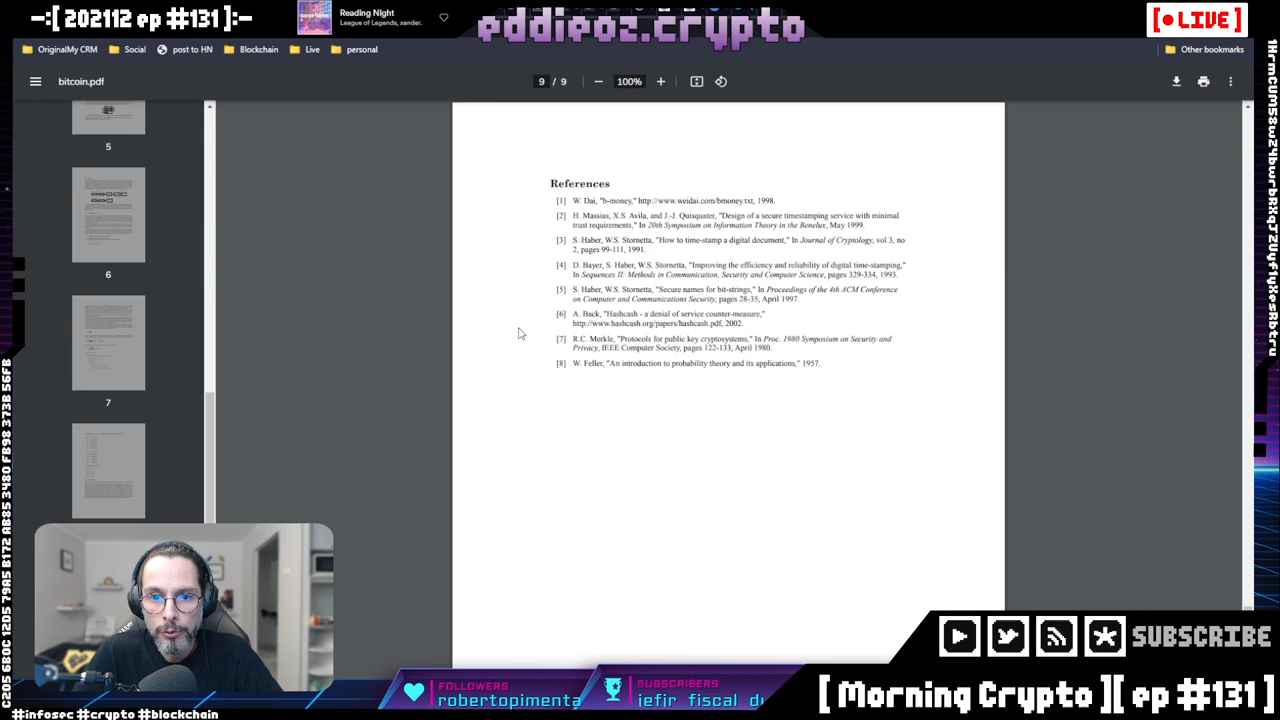 -:[ 202112 ep #131]:-
Reading Night
League of Legends, xander.
eddieoz.crypto
[•LIVE]
OriginalMy CRM
Social
post to HN
Blockchain
Live
personal
Other bookmarks
bitcoin.pdf
9 / 9
100%
5
6
7
References
[1] W. Dai, "b-money," http://www.weidai.com/bmoney.txt, 1998.
[2] H. Massias, X.S. Avila, and J.-J. Quisquater, "Design of a secure timestamping service with minimal
trust requirements," In 20th Symposium on Information Theory in the Benelux, May 1999.
[3] S. Haber, W.S. Stornetta, "How to time-stamp a digital document," In Journal of Cryptology, vol 3, no
2, pages 99-111, 1991.
[4] D. Bayer, S. Haber, W.S. Stornetta, "Improving the efficiency and reliability of digital time-stamping,"
In Sequences II: Methods in Communication, Security and Computer Science, pages 329-334, 1993.
[5] S. Haber, W.S. Stornetta, "Secure names for bit-strings," In Proceedings of the 4th ACM Conference
on Computer and Communications Security, pages 28-35, April 1997.
[6] A. Back, "Hashcash - a denial of service counter-measure,"
http://www.hashcash.org/papers/hashcash.pdf, 2002.
[7] R.C. Merkle, "Protocols for public key cryptosystems," In Proc. 1980 Symposium on Security and
Privacy, IEEE Computer Society, pages 122-133, April 1980.
[8] W. Feller, "An introduction to probability theory and its applications," 1957.
SUBSCRIBE
FOLLOWERS
robertopimenta
SUBSCRIBERS
iefir_fiscal_du
[Morning Crypto][ep #131]
#crypto #blockchain